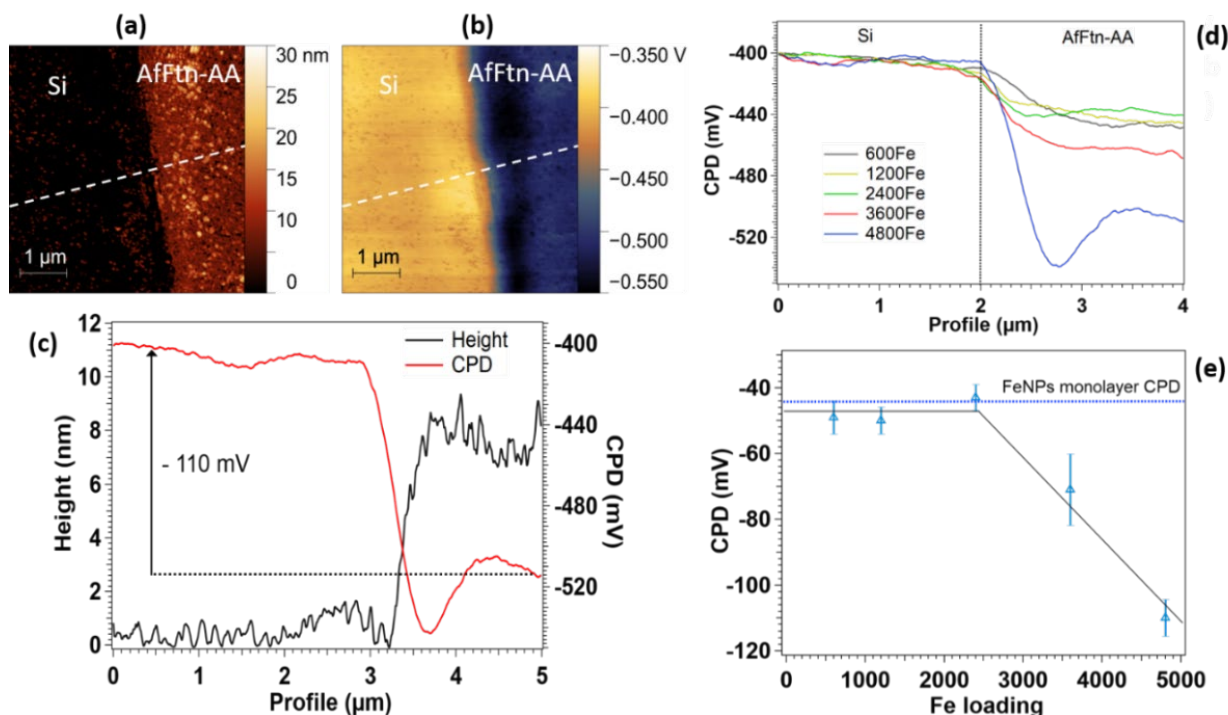 (a)
Si
AfFtn-AA
1 µm
30 nm
25
20
15
10
5
0
(b)
Si
AfFtn-AA
1 µm
−0.350 V
−0.400
−0.450
−0.500
−0.550
(c)
Height
CPD
- 110 mV
12
10
8
6
4
2
0
Height (nm)
-400
-440
-480
-520
CPD (mV)
0 1 2 3 4 5
Profile (µm)
(d)
Si
AfFtn-AA
-400
-440
-480
-520
CPD (mV)
600Fe
1200Fe
2400Fe
3600Fe
4800Fe
0 1 2 3 4
Profile (µm)
(e)
FeNPs monolayer CPD
-40
-60
-80
-100
-120
CPD (mV)
0 1000 2000 3000 4000 5000
Fe loading